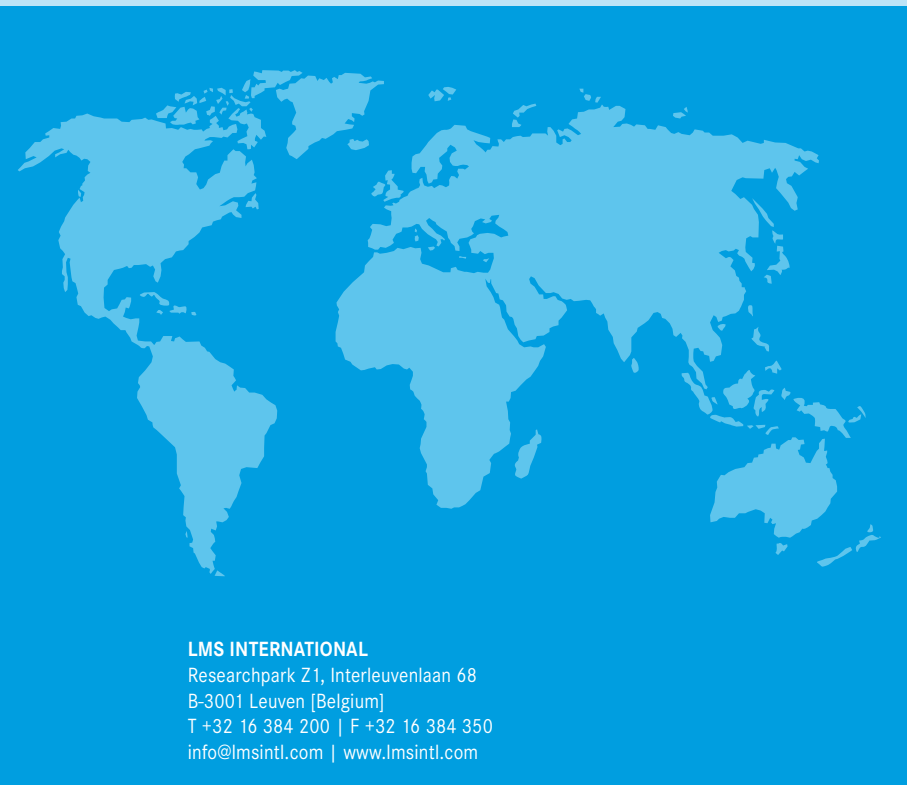 LMS INTERNATIONAL
Researchpark Z1, Interleuvenlaan 68
B-3001 Leuven [Belgium]
T +32 16 384 200 | F +32 16 384 350
info@lmsintl.com | www.lmsintl.com